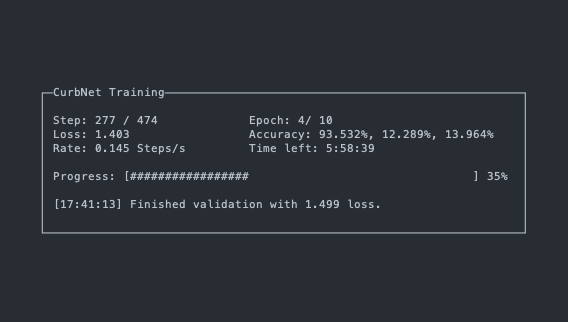 CurbNet Training
Step: 277 / 474 Epoch: 4/ 10
Loss: 1.403 Accuracy: 93.532%, 12.289%, 13.964%
Rate: 0.145 Steps/s Time left: 5:58:39
Progress: [################# ] 35%
[17:41:13] Finished validation with 1.499 loss.